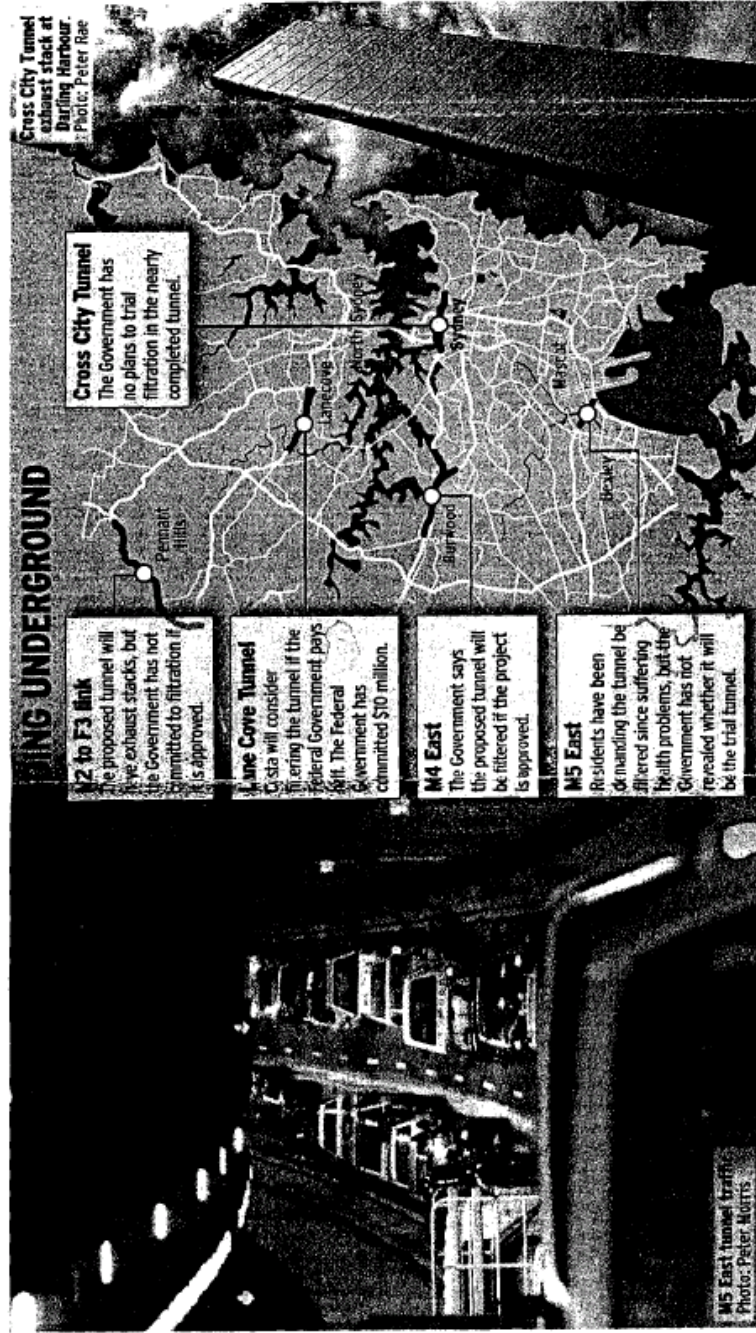 DING UNDERGROUND
Cross City Tunnel
exhaust stack at
Darling Harbour.
Photo: Peter Rae
M2 to F3 link
The proposed tunnel will
have exhaust stacks, but
the Government has not
committed to filtration if
it is approved.
Cross City Tunnel
The Government has
no plans to trial
filtration in the nearly
completed tunnel.
Lane Cove Tunnel
Costa will consider
filtering the tunnel if the
Federal Government pays
half. The Federal
Government has
committed $10 million.
M4 East
The Government says
the proposed tunnel will
be filtered if the project
is approved.
M5 East
Residents have been
demanding the tunnel be
filtered since suffering
health problems, but the
Government has not
revealed whether it will
be the trial tunnel.
Pennant
Hills
Lanecove
North Sydney
Sydney
Burwood
Mascot
Bexley
M5 East tunnel traffic.
Photo: Peter Morris